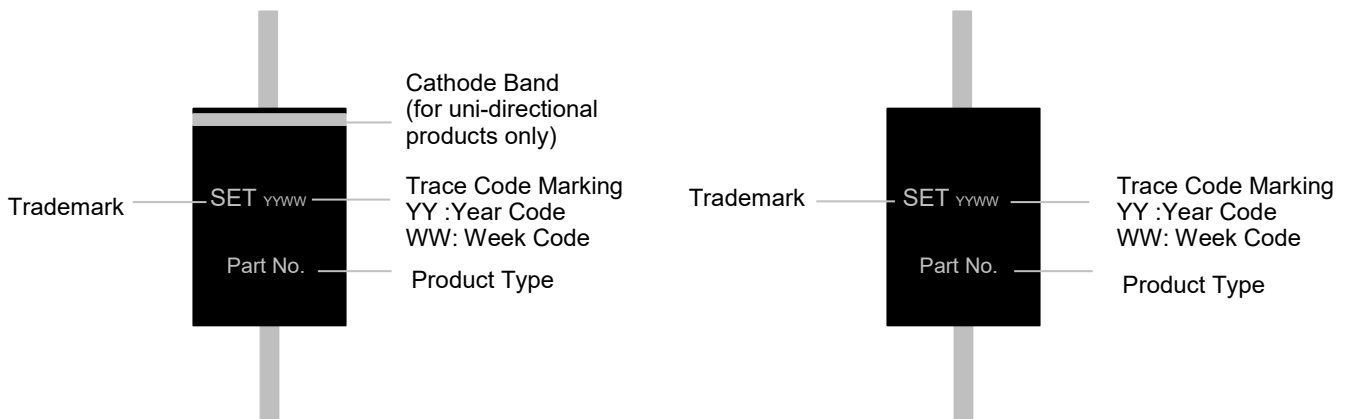 Cathode Band
(for uni-directional
products only)
Trademark
SET YYWW
Trace Code Marking
YY :Year Code
WW: Week Code
Part No.
Product Type
Trademark
SET YYWW
Trace Code Marking
YY :Year Code
WW: Week Code
Part No.
Product Type